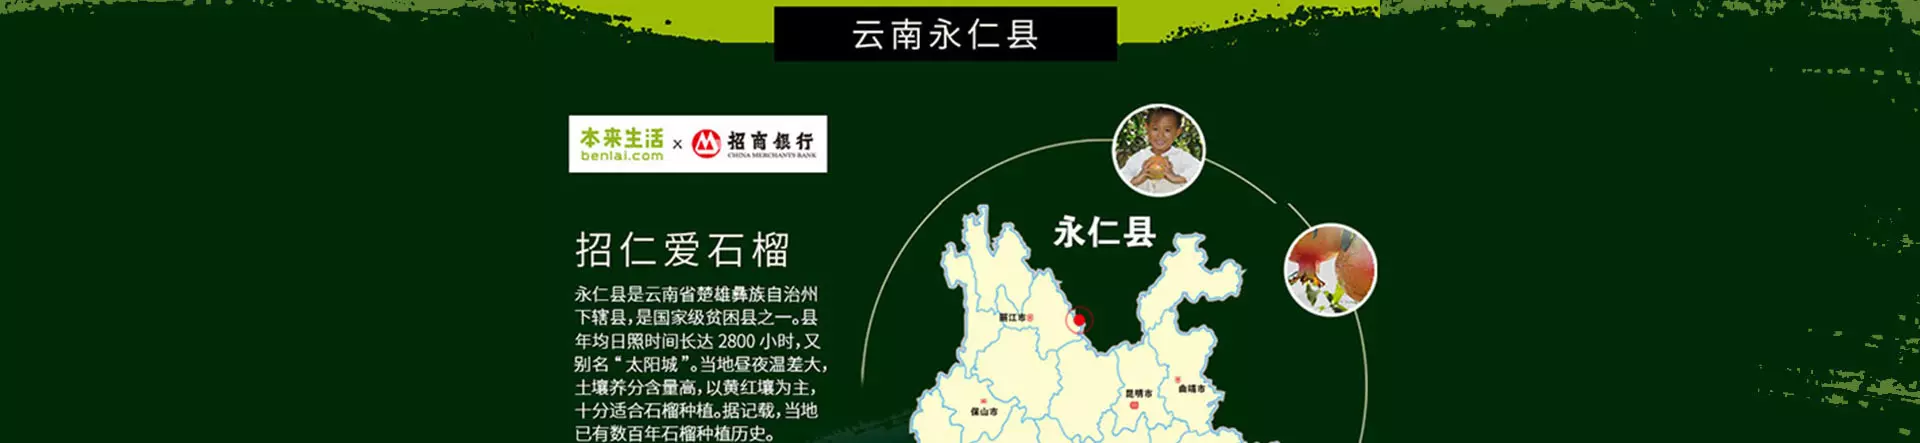 云南永仁县
本来生活
benlai.com
x
招商银行
CHINA MERCHANTS BANK
永仁县
招仁爱石榴
永仁县是云南省楚雄彝族自治州
下辖县,是国家级贫困县之一。县
年均日照时间长达 2800 小时,又
别名“太阳城”。当地昼夜温差大,
土壤养分含量高,以黄红壤为主,
十分适合石榴种植。据记载,当地
已有数百年石榴种植历史。
丽江市
昆明市
曲靖市
保山市